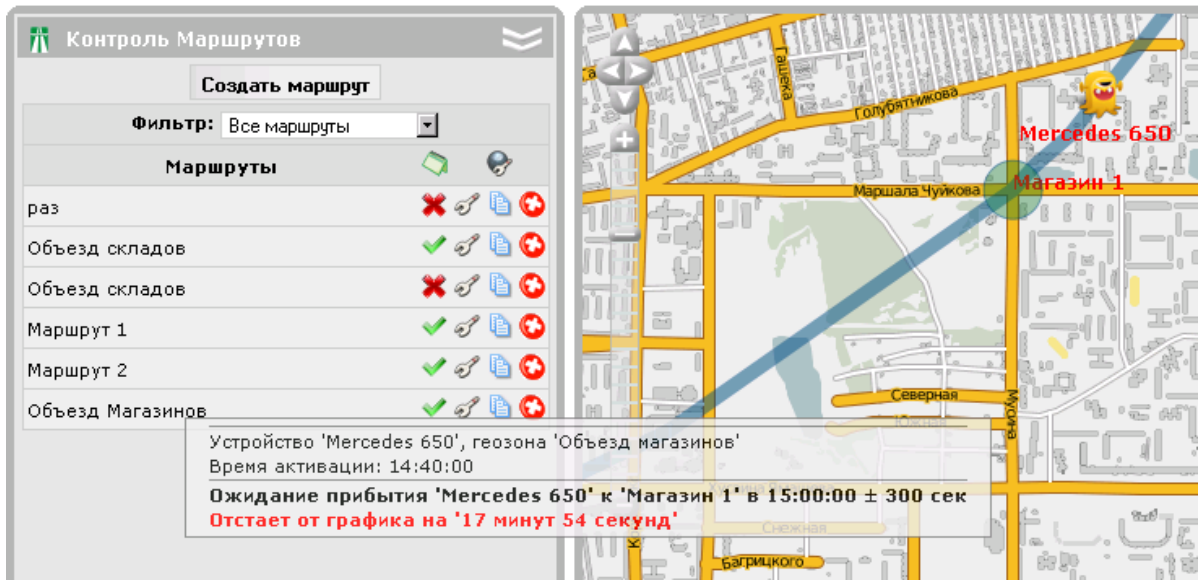 Контроль Маршрутов
Создать маршрут
Фильтр: Все маршруты
Маршруты
раз
Объезд складов
Объезд складов
Маршрут 1
Маршрут 2
Объезд Магазинов
Устройство 'Mercedes 650', геозона 'Объезд магазинов'
Время активации: 14:40:00
Ожидание прибытия 'Mercedes 650' к 'Магазин 1' в 15:00:00 ± 300 сек
Отстает от графика на '17 минут 54 секунд'
Гашека
Голубятникова
Mercedes 650
Магазин 1
Маршала Чуйкова
Северная
Южная
Мусина
Снежная
Багрицкого